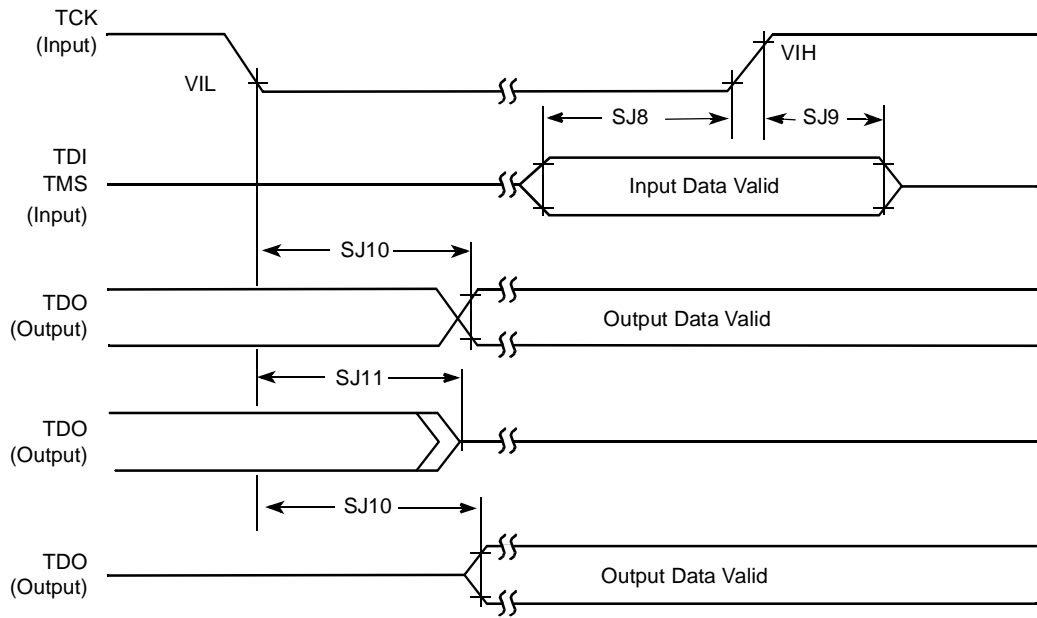 TCK
(Input)
VIL
VIH
SJ8
SJ9
TDI
TMS
(Input)
Input Data Valid
SJ10
TDO
(Output)
Output Data Valid
SJ11
TDO
(Output)
SJ10
TDO
(Output)
Output Data Valid